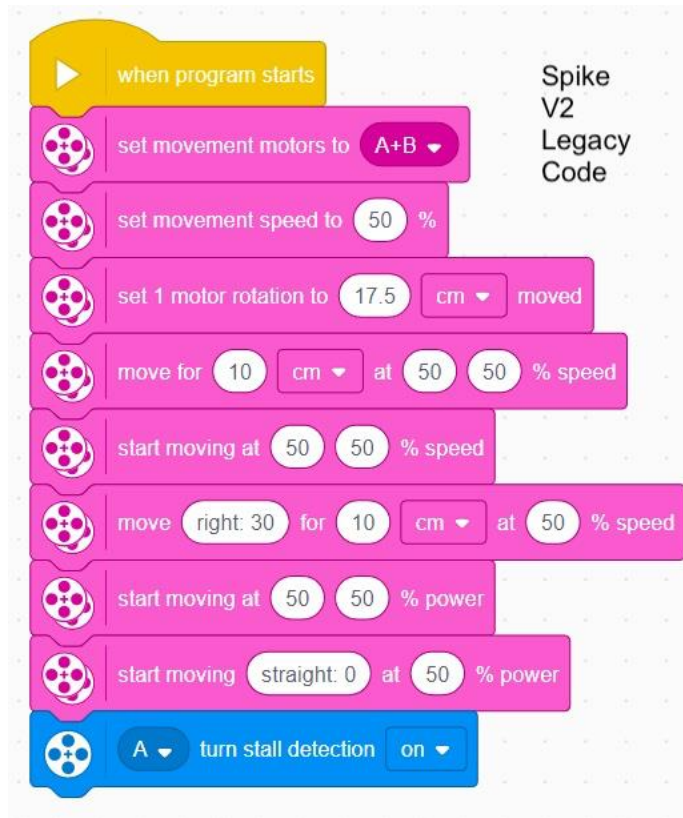 when program starts
Spike
V2
Legacy
Code
set movement motors to A+B
set movement speed to 50 %
set 1 motor rotation to 17.5 cm moved
move for 10 cm at 50 50 % speed
start moving at 50 50 % speed
move right: 30 for 10 cm at 50 % speed
start moving at 50 50 % power
start moving straight: 0 at 50 % power
A turn stall detection on